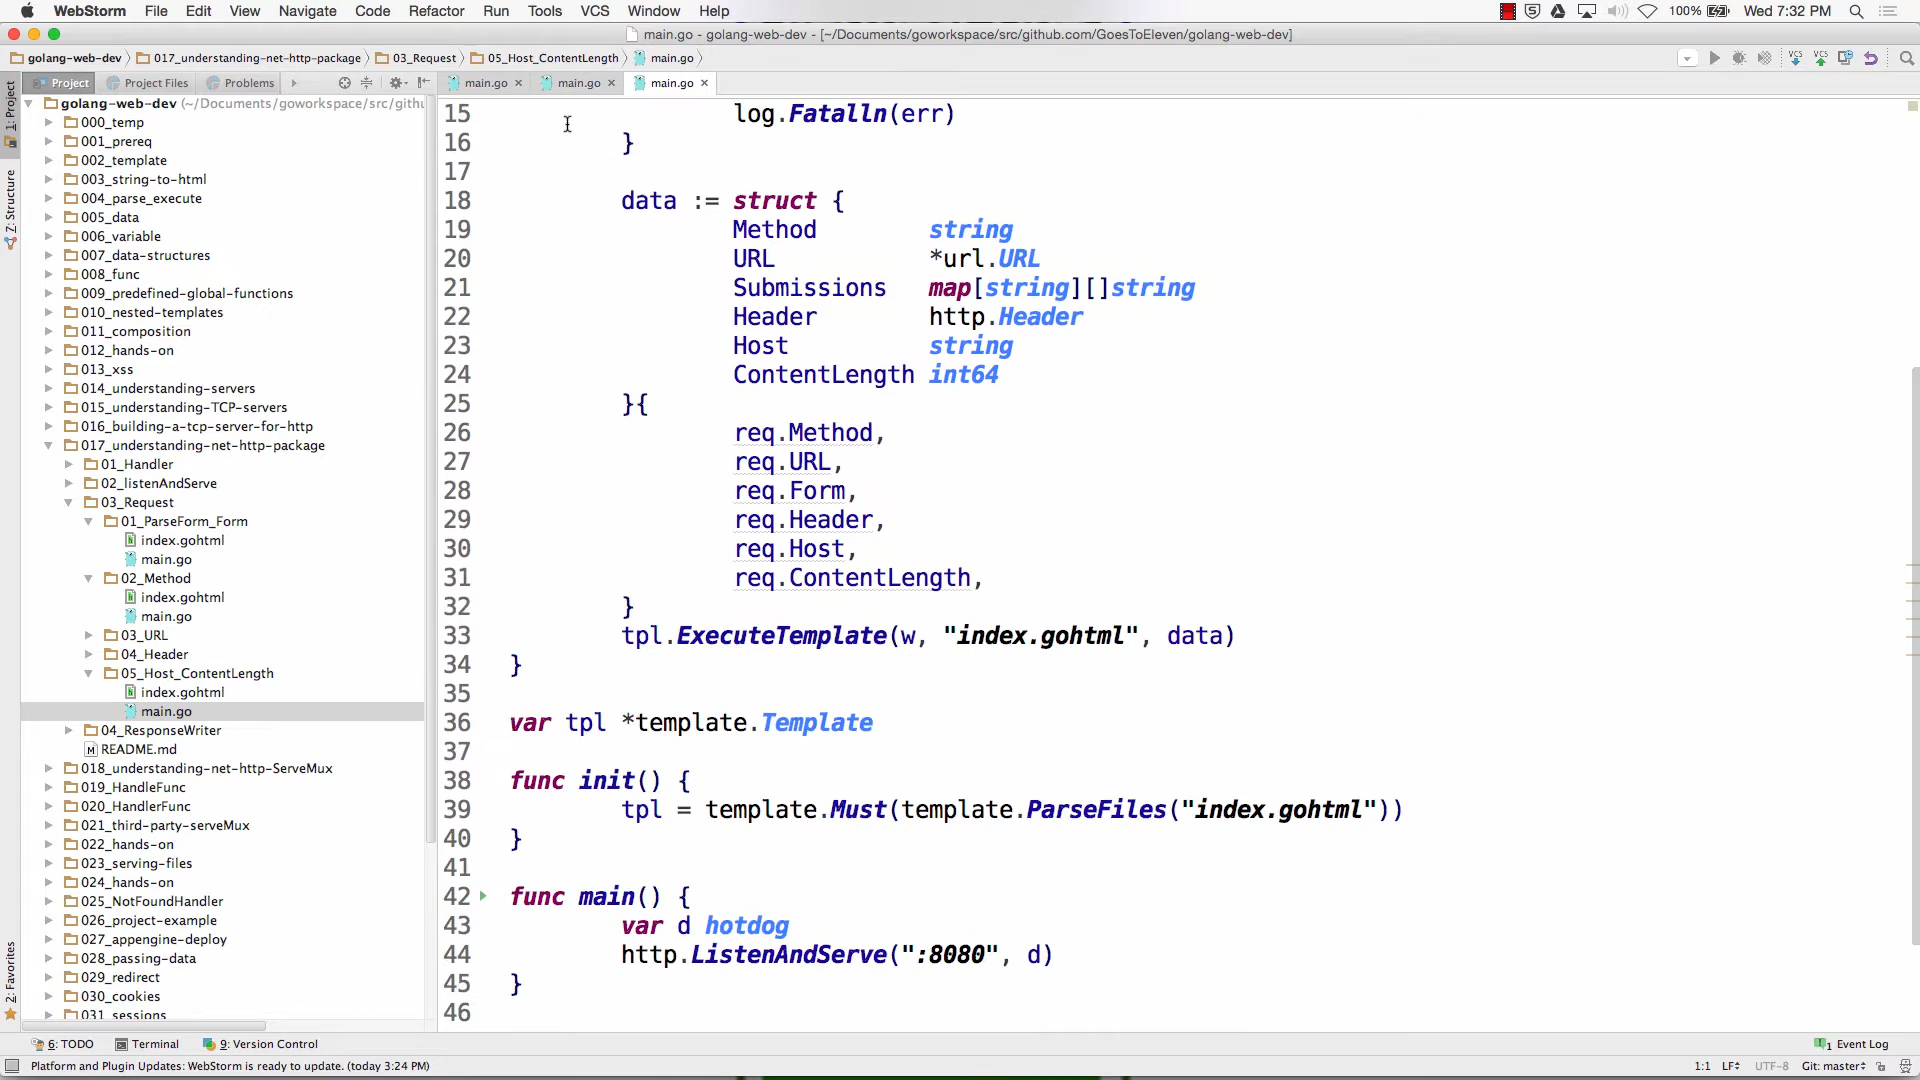 WebStorm File Edit View Navigate Code Refactor Run Tools VCS Window Help
100% Wed 7:32 PM
main.go - golang-web-dev - [~/Documents/goworkspace/src/github.com/GoesToEleven/golang-web-dev]
golang-web-dev 017_understanding-net-http-package 03_Request 05_Host_ContentLength main.go
Project Project Files Problems
main.go main.go main.go
1: Project
Z: Structure
2: Favorites
golang-web-dev (~/Documents/goworkspace/src/githu
000_temp
001_prereq
002_template
003_string-to-html
004_parse_execute
005_data
006_variable
007_data-structures
008_func
009_predefined-global-functions
010_nested-templates
011_composition
012_hands-on
013_xss
014_understanding-servers
015_understanding-TCP-servers
016_building-a-tcp-server-for-http
017_understanding-net-http-package
01_Handler
02_listenAndServe
03_Request
01_ParseForm_Form
index.gohtml
main.go
02_Method
index.gohtml
main.go
03_URL
04_Header
05_Host_ContentLength
index.gohtml
main.go
04_ResponseWriter
README.md
018_understanding-net-http-ServeMux
019_HandleFunc
020_HandlerFunc
021_third-party-serveMux
022_hands-on
023_serving-files
024_hands-on
025_NotFoundHandler
026_project-example
027_appengine-deploy
028_passing-data
029_redirect
030_cookies
031_sessions
15 log.Fatalln(err)
16 }
17
18 data := struct {
19 Method string
20 URL *url.URL
21 Submissions map[string][]string
22 Header http.Header
23 Host string
24 ContentLength int64
25 }{
26 req.Method,
27 req.URL,
28 req.Form,
29 req.Header,
30 req.Host,
31 req.ContentLength,
32 }
33 tpl.ExecuteTemplate(w, "index.gohtml", data)
34 }
35
36 var tpl *template.Template
37
38 func init() {
39 tpl = template.Must(template.ParseFiles("index.gohtml"))
40 }
41
42 func main() {
43 var d hotdog
44 http.ListenAndServe(":8080", d)
45 }
46
6: TODO Terminal 9: Version Control
1 Event Log
Platform and Plugin Updates: WebStorm is ready to update. (today 3:24 PM)
1:1 LF UTF-8 Git: master